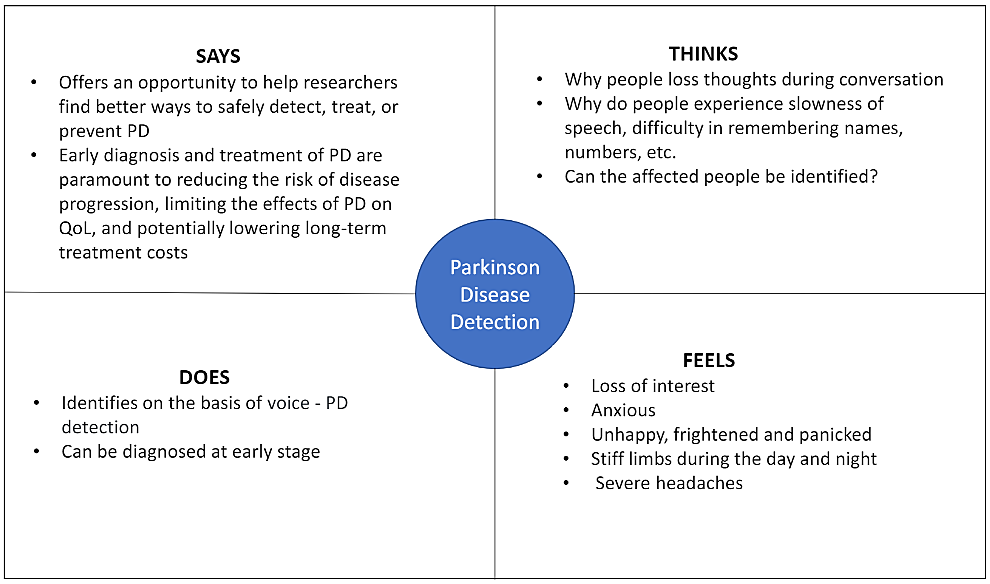 SAYS
• Offers an opportunity to help researchers
find better ways to safely detect, treat, or
prevent PD
• Early diagnosis and treatment of PD are
paramount to reducing the risk of disease
progression, limiting the effects of PD on
QoL, and potentially lowering long-term
treatment costs
THINKS
• Why people loss thoughts during conversation
• Why do people experience slowness of
speech, difficulty in remembering names,
numbers, etc.
• Can the affected people be identified?
Parkinson
Disease
Detection
DOES
• Identifies on the basis of voice - PD
detection
• Can be diagnosed at early stage
FEELS
• Loss of interest
• Anxious
• Unhappy, frightened and panicked
• Stiff limbs during the day and night
• Severe headaches